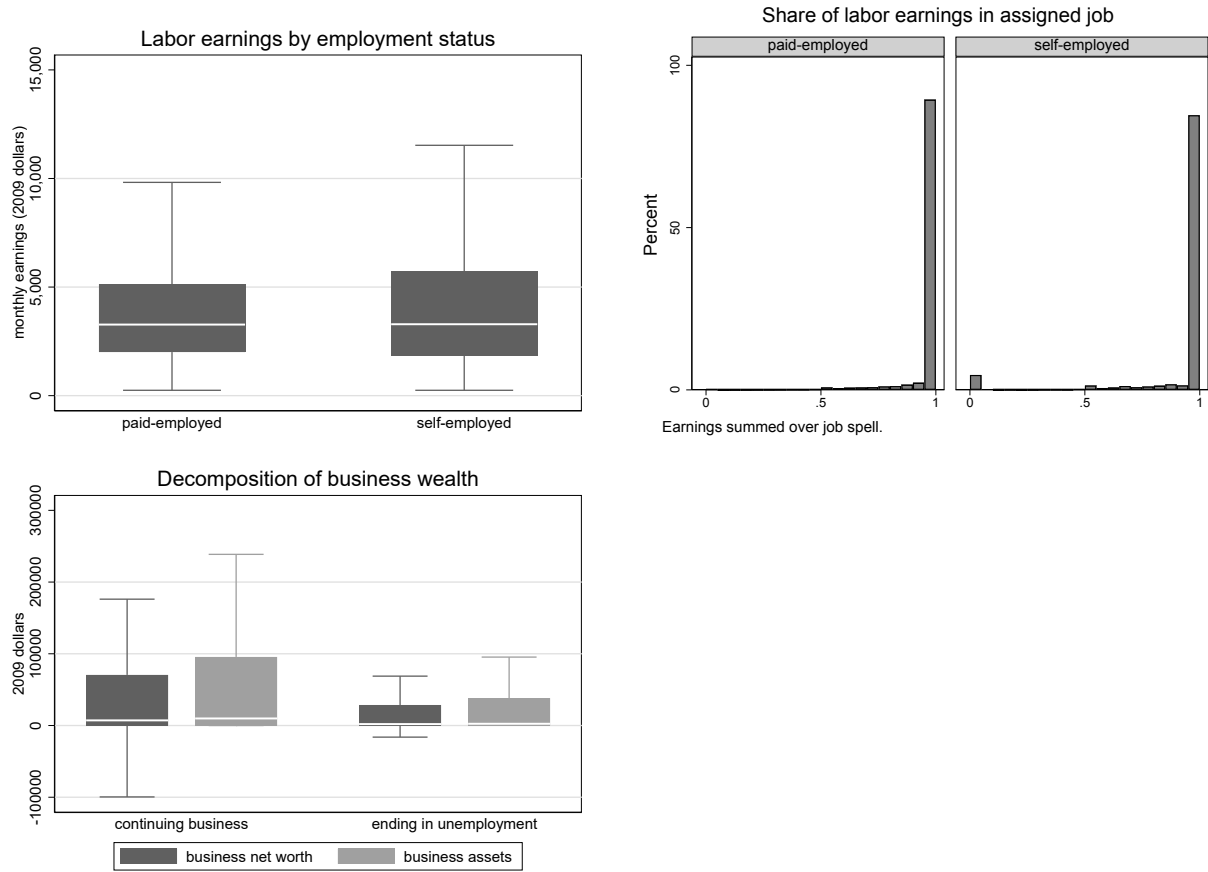 Labor earnings by employment status
monthly earnings (2009 dollars)
15,000
10,000
5,000
0
paid-employed
self-employed
Share of labor earnings in assigned job
paid-employed
self-employed
Percent
100
50
0
0
.5
1
0
.5
1
Earnings summed over job spell.
Decomposition of business wealth
2009 dollars
300000
200000
100000
0
-100000
continuing business
ending in unemployment
business net worth
business assets